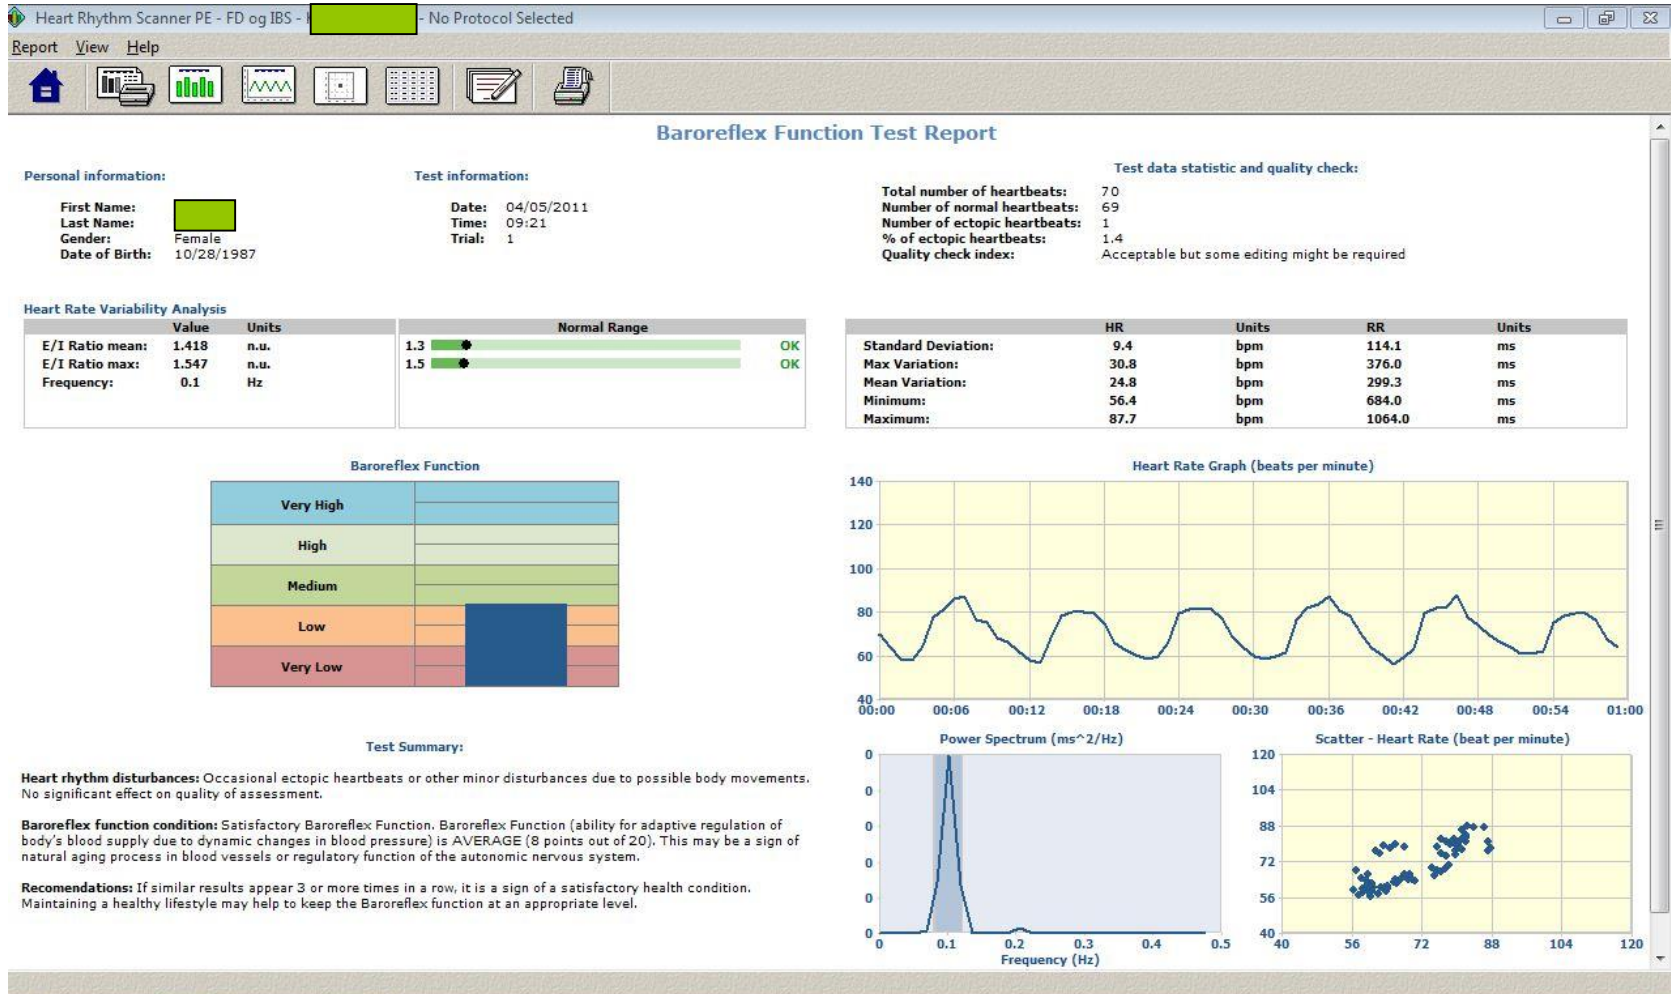 Heart Rhythm Scanner PE - FD og IBS - - No Protocol Selected
Report View Help
Baroreflex Function Test Report
Personal information:
First Name:
Last Name:
Gender: Female
Date of Birth: 10/28/1987
Test information:
Date: 04/05/2011
Time: 09:21
Trial: 1
Test data statistic and quality check:
Total number of heartbeats: 70
Number of normal heartbeats: 69
Number of ectopic heartbeats: 1
% of ectopic heartbeats: 1.4
Quality check index: Acceptable but some editing might be required
Heart Rate Variability Analysis
Value Units Normal Range
E/I Ratio mean: 1.418 n.u. 1.3 OK
E/I Ratio max: 1.547 n.u. 1.5 OK
Frequency: 0.1 Hz
HR Units RR Units
Standard Deviation: 9.4 bpm 114.1 ms
Max Variation: 30.8 bpm 376.0 ms
Mean Variation: 24.8 bpm 299.3 ms
Minimum: 56.4 bpm 684.0 ms
Maximum: 87.7 bpm 1064.0 ms
Baroreflex Function
Very High
High
Medium
Low
Very Low
Heart Rate Graph (beats per minute)
140
120
100
80
60
40
00:00 00:06 00:12 00:18 00:24 00:30 00:36 00:42 00:48 00:54 01:00
Test Summary:
Heart rhythm disturbances: Occasional ectopic heartbeats or other minor disturbances due to possible body movements.
No significant effect on quality of assessment.
Baroreflex function condition: Satisfactory Baroreflex Function. Baroreflex Function (ability for adaptive regulation of
body's blood supply due to dynamic changes in blood pressure) is AVERAGE (8 points out of 20). This may be a sign of
natural aging process in blood vessels or regulatory function of the autonomic nervous system.
Recomendations: If similar results appear 3 or more times in a row, it is a sign of a satisfactory health condition.
Maintaining a healthy lifestyle may help to keep the Baroreflex function at an appropriate level.
Power Spectrum (ms^2/Hz)
0
0
0
0
0
0
0 0.1 0.2 0.3 0.4 0.5
Frequency (Hz)
Scatter - Heart Rate (beat per minute)
120
104
88
72
56
40
40 56 72 88 104 120